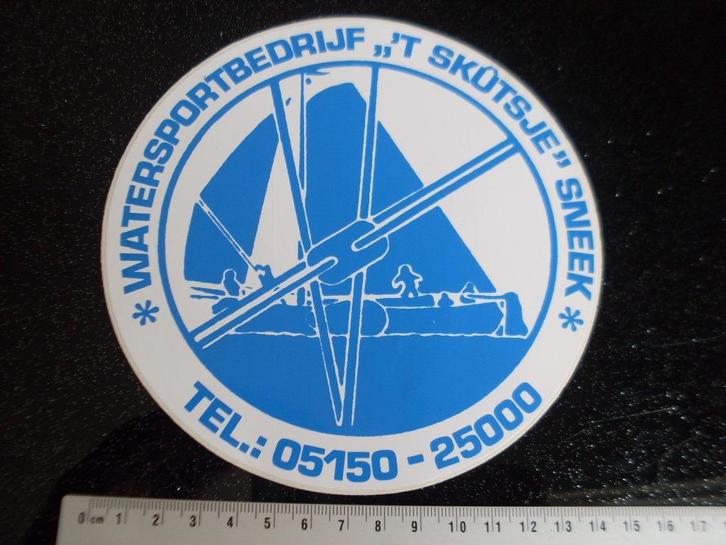 * WATERSPORTBEDRIJF „'T SKÛTSJE” SNEEK *
TEL.: 05150 - 25000
0 cm 1 2 3 4 5 6 7 8 9 10 11 12 13 14 15 16 17